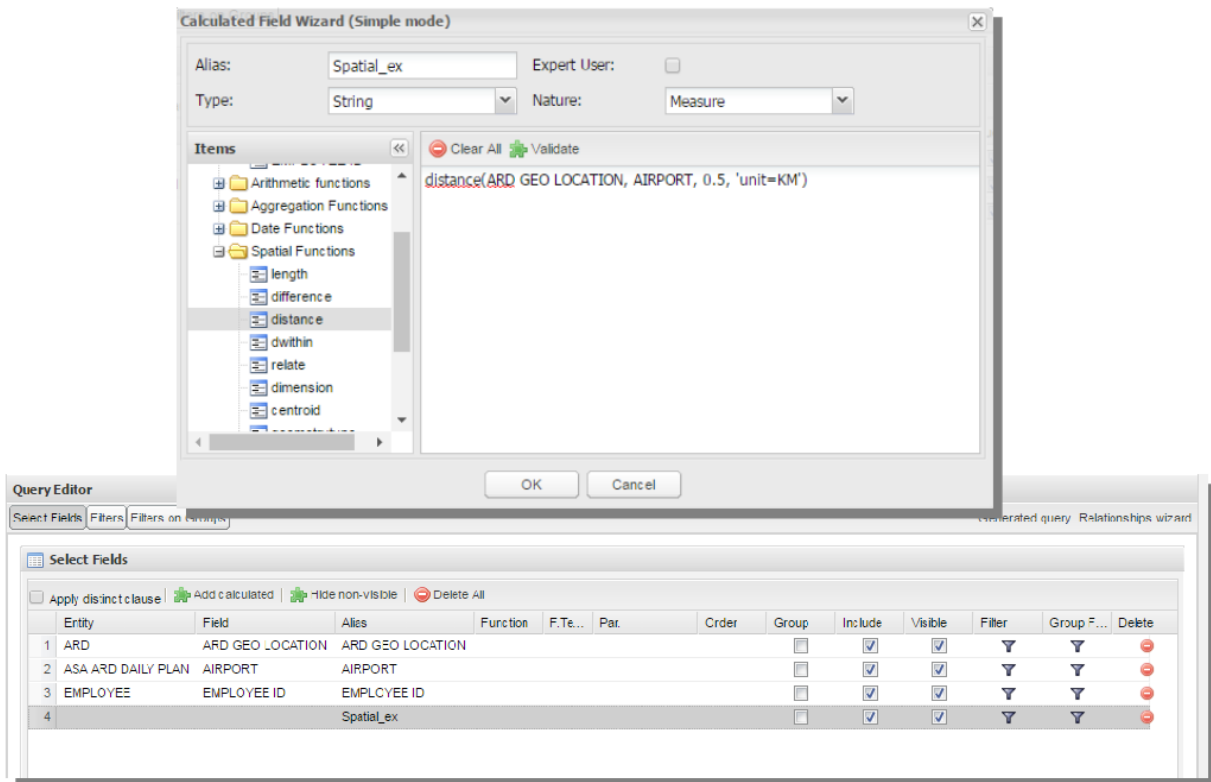 Calculated Field Wizard (Simple mode)
Alias: Spatial_ex Expert User:
Type: String Nature: Measure
Items Clear All Validate
distance(ARD GEO LOCATION, AIRPORT, 0.5, 'unit=KM')
Arithmetic functions
Aggregation Functions
Date Functions
Spatial Functions
length
difference
distance
dwithin
relate
dimension
centroid
OK Cancel
Query Editor
Select Fields Filters Filters on Groups Generated query Relationships wizard
Select Fields
Apply distinct clause Add calculated Hide non-visible Delete All
Entity Field Alias Function F.Te... Par. Order Group Include Visible Filter Group F... Delete
1 ARD ARD GEO LOCATION ARD GEO LOCATION
2 ASA ARD DAILY PLAN AIRPORT AIRPORT
3 EMPLOYEE EMPLOYEE ID EMPLOYEE ID
4 Spatial_ex